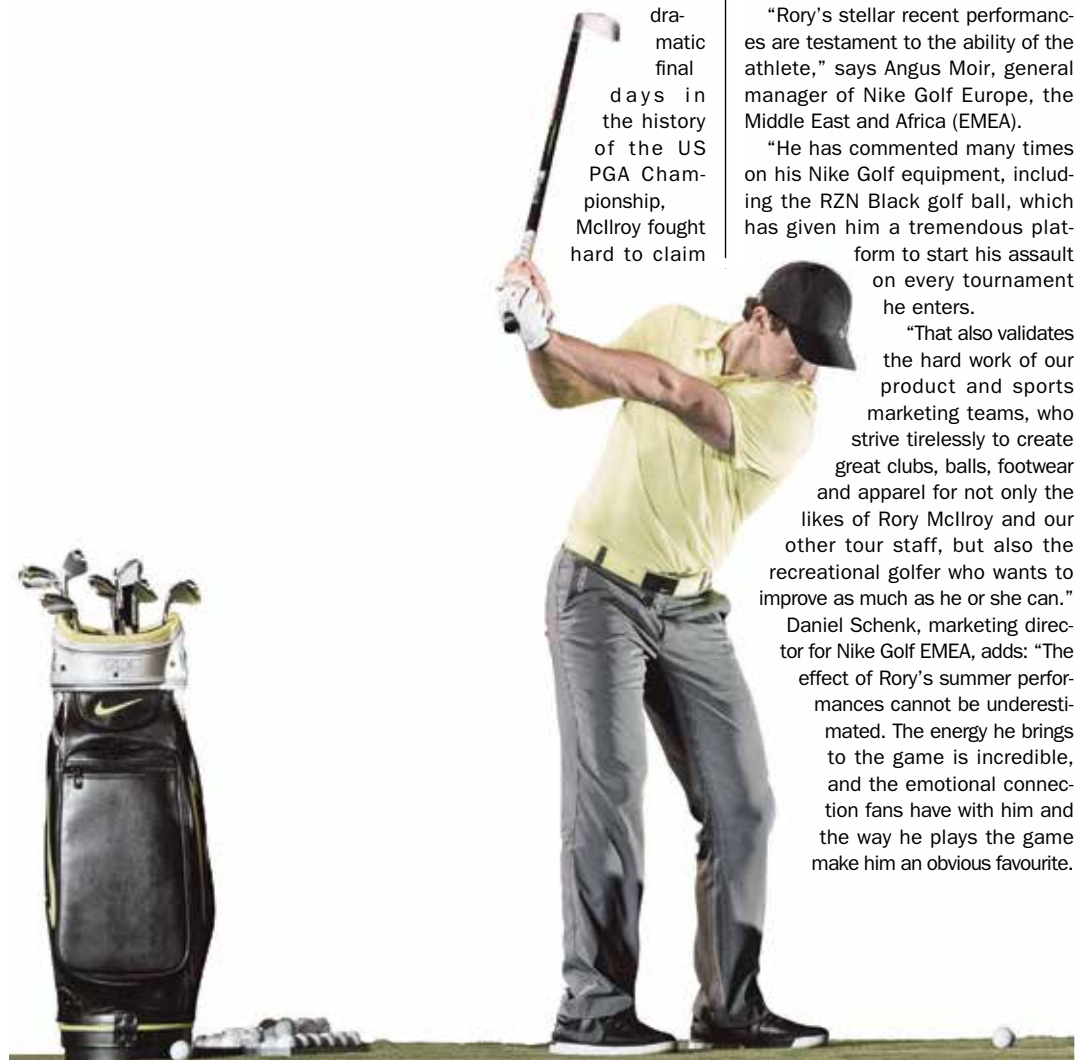 dra-
matic
final
days in
the history
of the US
PGA Cham-
pionship,
McIlroy fought
hard to claim
“Rory’s stellar recent performanc-
es are testament to the ability of the
athlete,” says Angus Moir, general
manager of Nike Golf Europe, the
Middle East and Africa (EMEA).
“He has commented many times
on his Nike Golf equipment, includ-
ing the RZN Black golf ball, which
has given him a tremendous plat-
form to start his assault
on every tournament
he enters.
“That also validates
the hard work of our
product and sports
marketing teams, who
strive tirelessly to create
great clubs, balls, footwear
and apparel for not only the
likes of Rory McIlroy and our
other tour staff, but also the
recreational golfer who wants to
improve as much as he or she can.”
Daniel Schenk, marketing direc-
tor for Nike Golf EMEA, adds: “The
effect of Rory’s summer perfor-
mances cannot be underesti-
mated. The energy he brings
to the game is incredible,
and the emotional connec-
tion fans have with him and
the way he plays the game
make him an obvious favourite.